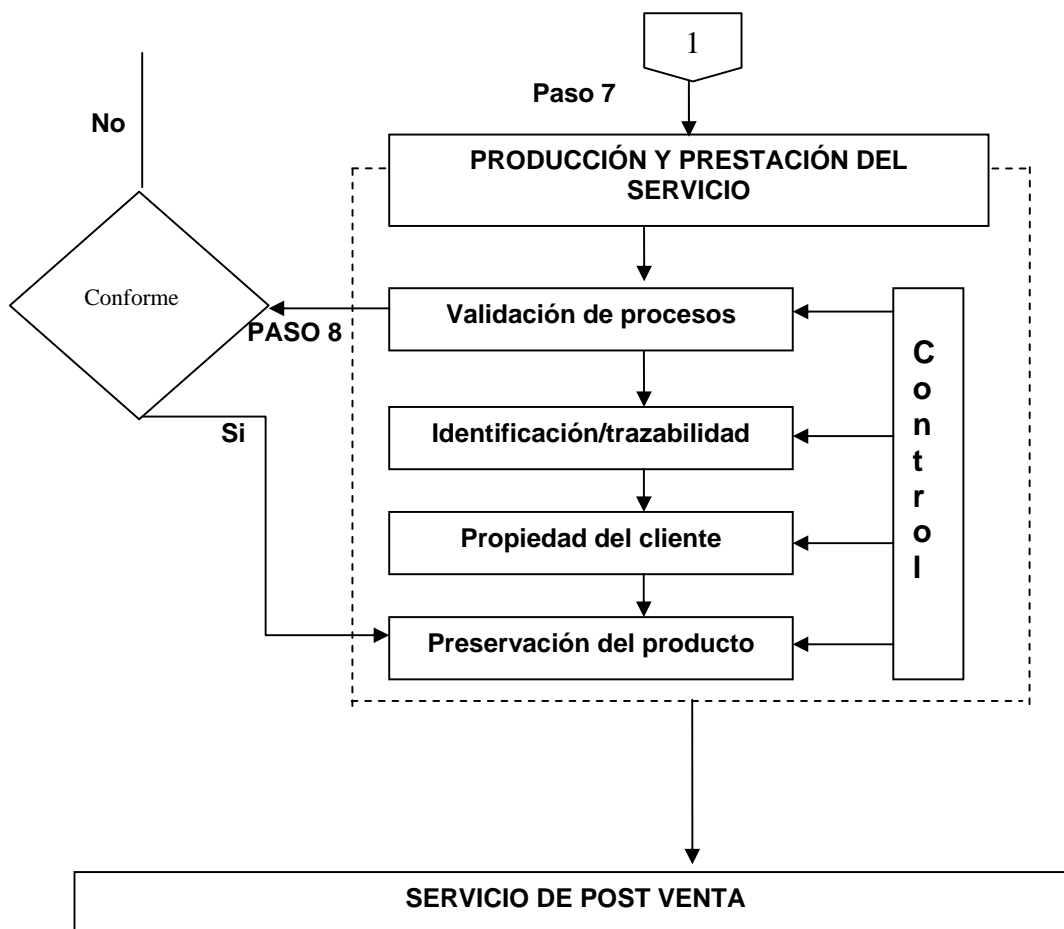 1
Paso 7
No
PRODUCCIÓN Y PRESTACIÓN DEL
SERVICIO
Conforme
Validación de procesos
PASO 8
Control
Si
Identificación/trazabilidad
Propiedad del cliente
Preservación del producto
SERVICIO DE POST VENTA